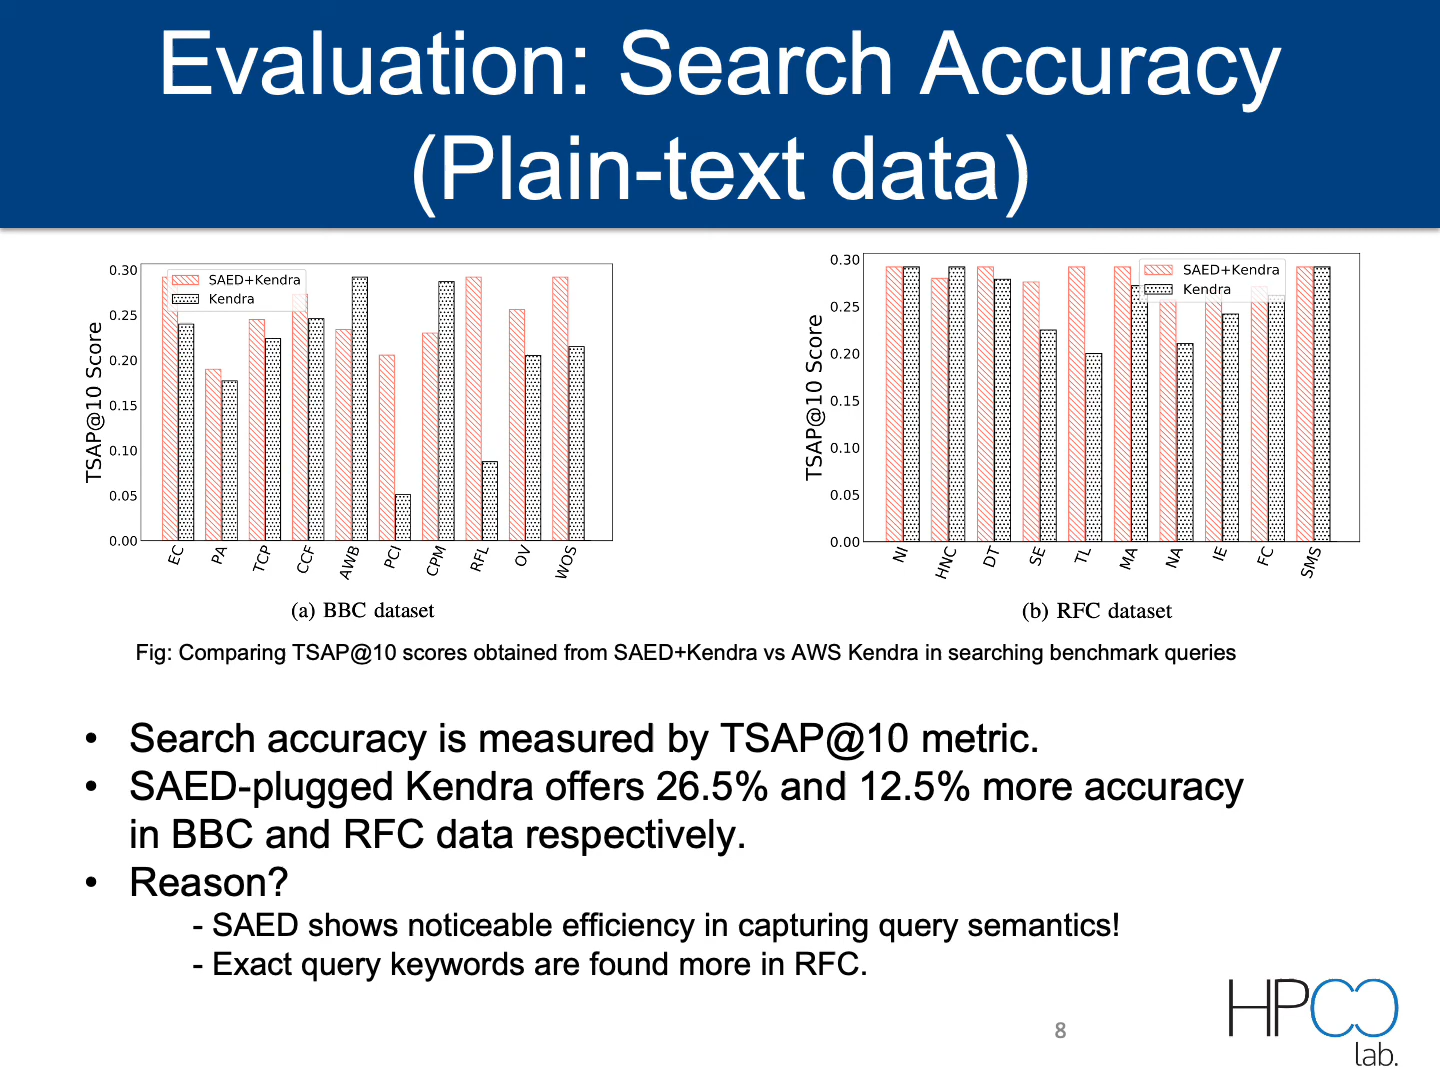 Evaluation: Search Accuracy
(Plain-text data)
TSAP@10 Score
0.30
0.25
0.20
0.15
0.10
0.05
0.00
SAED+Kendra
Kendra
EC
PA
TCP
CCF
AWB
PCI
CPM
RFL
OV
WOS
(a) BBC dataset
TSAP@10 Score
0.30
0.25
0.20
0.15
0.10
0.05
0.00
SAED+Kendra
Kendra
NI
HNC
DT
SE
TL
MA
NA
IE
FC
SMS
(b) RFC dataset
Fig: Comparing TSAP@10 scores obtained from SAED+Kendra vs AWS Kendra in searching benchmark queries
• Search accuracy is measured by TSAP@10 metric.
• SAED-plugged Kendra offers 26.5% and 12.5% more accuracy
in BBC and RFC data respectively.
• Reason?
- SAED shows noticeable efficiency in capturing query semantics!
- Exact query keywords are found more in RFC.
8
HPCC
lab.